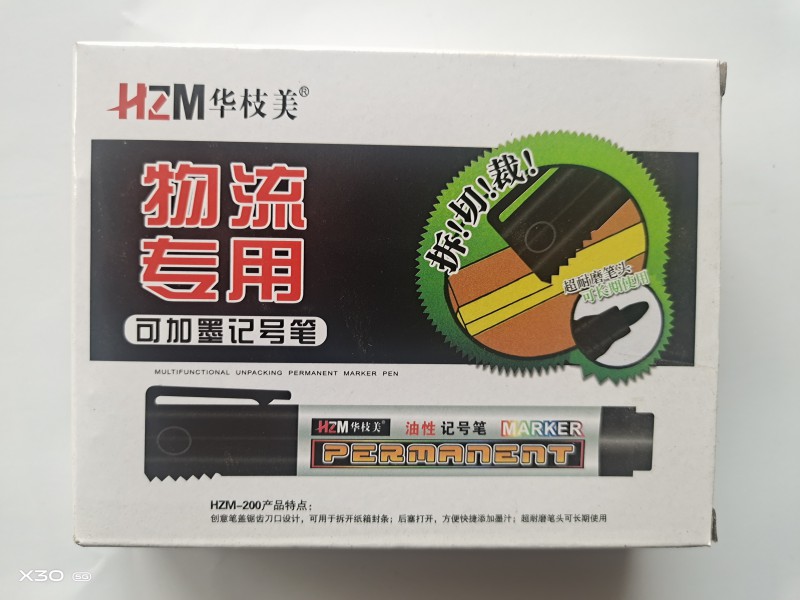 HZM华枝美®
物流
专用
可加墨记号笔
拆!切!裁!
超耐磨笔头
可长期使用
MULTIFUNCTIONAL UNPACKING PERMANENT MARKER PEN
HZM华枝美® 油性 记号笔 MARKER
PERMANENT
HZM-200产品特点:
创意笔盖锯齿刀口设计,可用于拆开纸箱封条;后塞打开,方便快捷添加墨汁;超耐磨笔头可长期使用
X30 5G